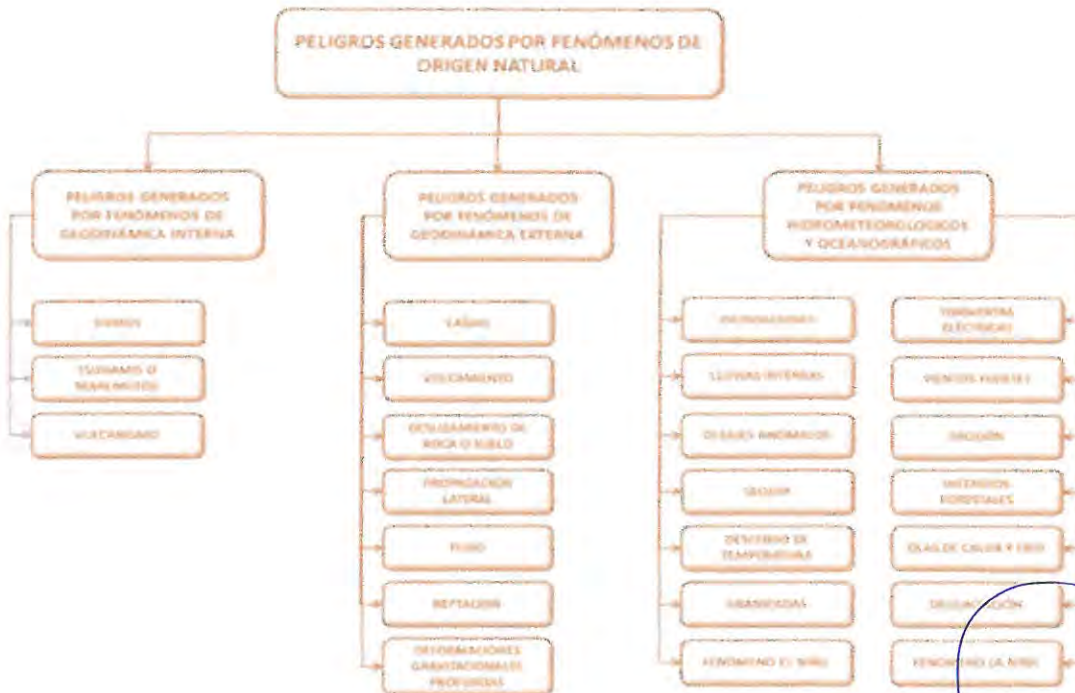 PELIGROS GENERADOS POR FENÓMENOS DE
ORIGEN NATURAL
PELIGROS GENERADOS
POR FENÓMENOS DE
GEODINÁMICA INTERNA
SISMOS
TSUNAMIS O
MAREMOTOS
VULCANISMO
PELIGROS GENERADOS
POR FENÓMENOS DE
GEODINÁMICA EXTERNA
CAÍDAS
VOLCAMIENTO
DESLIZAMIENTO DE
ROCA O SUELO
PROPAGACIÓN
LATERAL
FLUJO
REPTACIÓN
DEFORMACIONES
GRAVITACIONALES
PROFUNDAS
PELIGROS GENERADOS
POR FENÓMENOS
HIDROMETEOROLÓGICOS
Y OCEANOGRÁFICOS
INUNDACIONES
LLUVIAS INTENSAS
OLEAJES ANÓMALOS
SEQUÍA
DESCENSO DE
TEMPERATURA
GRANIZADAS
FENÓMENO EL NIÑO
TORMENTAS
ELÉCTRICAS
VIENTOS FUERTES
EROSIÓN
INCENDIOS
FORESTALES
OLAS DE CALOR Y FRÍO
FENÓMENO LA NIÑA